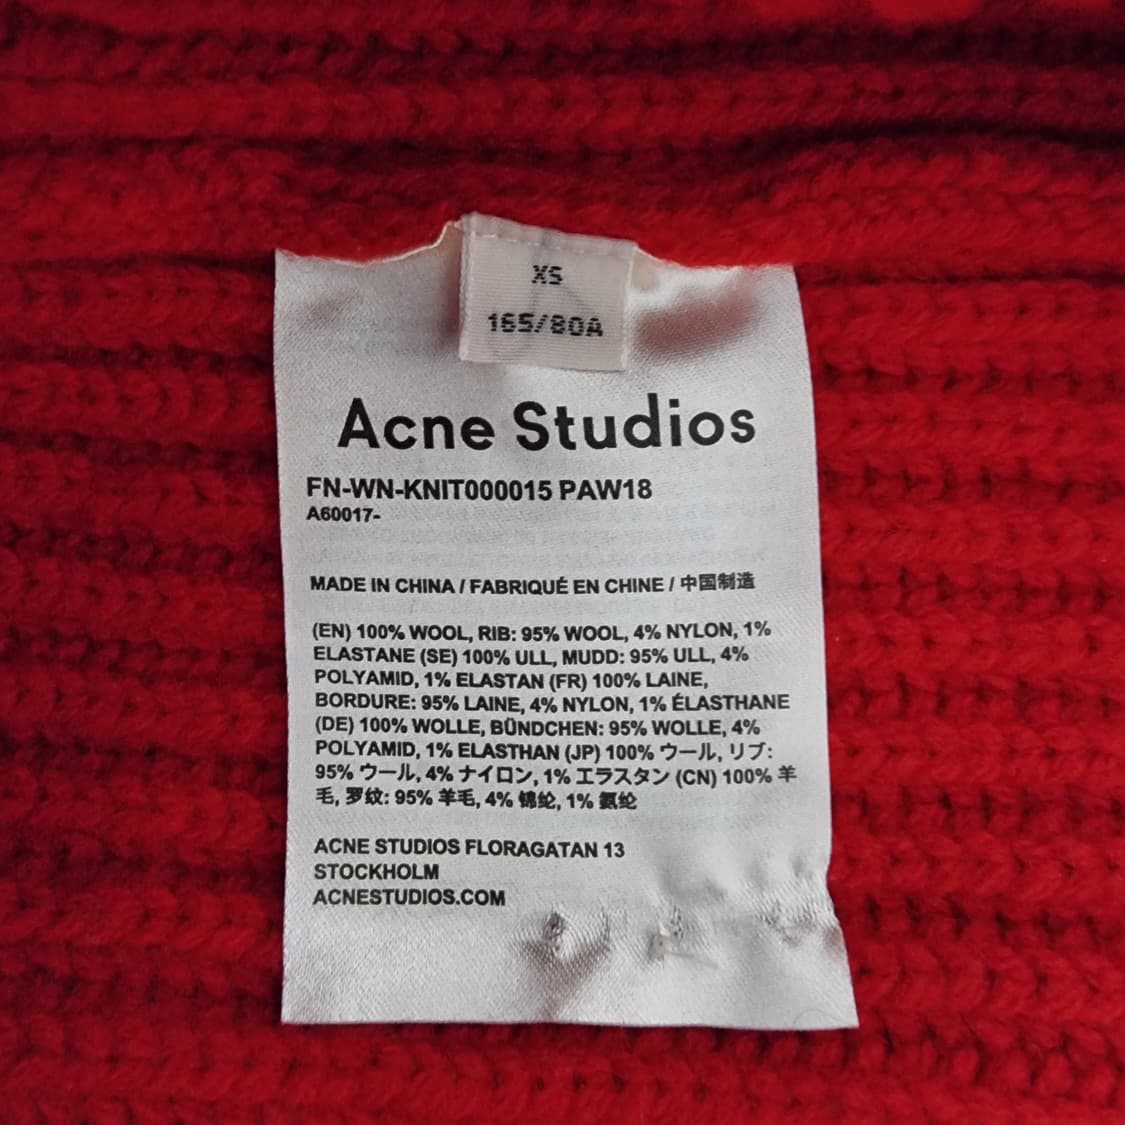 XS
165/80A
Acne Studios
FN-WN-KNIT000015 PAW18
A60017-
MADE IN CHINA / FABRIQUÉ EN CHINE / 中国制造
(EN) 100% WOOL, RIB: 95% WOOL, 4% NYLON, 1%
ELASTANE (SE) 100% ULL, MUDD: 95% ULL, 4%
POLYAMID, 1% ELASTAN (FR) 100% LAINE,
BORDURE: 95% LAINE, 4% NYLON, 1% ÉLASTHANE
(DE) 100% WOLLE, BÜNDCHEN: 95% WOLLE, 4%
POLYAMID, 1% ELASTHAN (JP) 100% ウール, リブ:
95% ウール, 4% ナイロン, 1% エラスタン (CN) 100% 羊
毛, 罗纹: 95% 羊毛, 4% 锦纶, 1% 氨纶
ACNE STUDIOS FLORAGATAN 13
STOCKHOLM
ACNESTUDIOS.COM